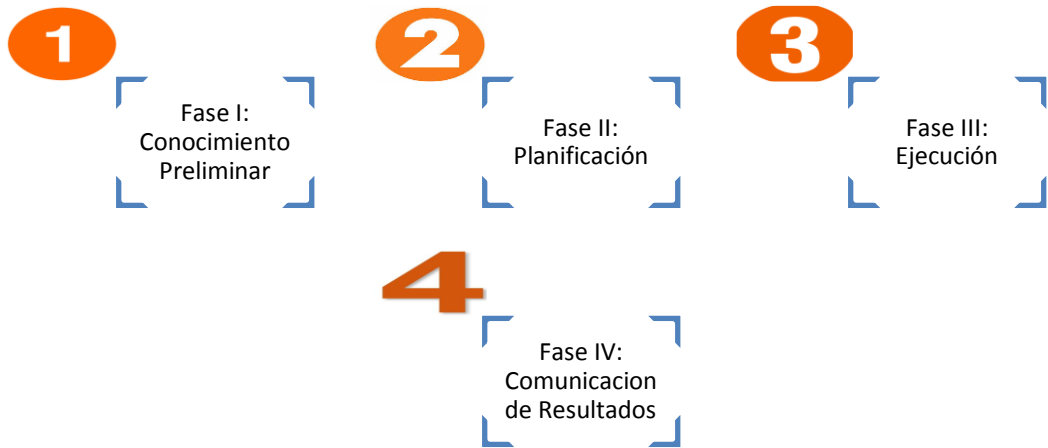 1
Fase I:
Conocimiento
Preliminar
2
Fase II:
Planificación
3
Fase III:
Ejecución
4
Fase IV:
Comunicacion
de Resultados